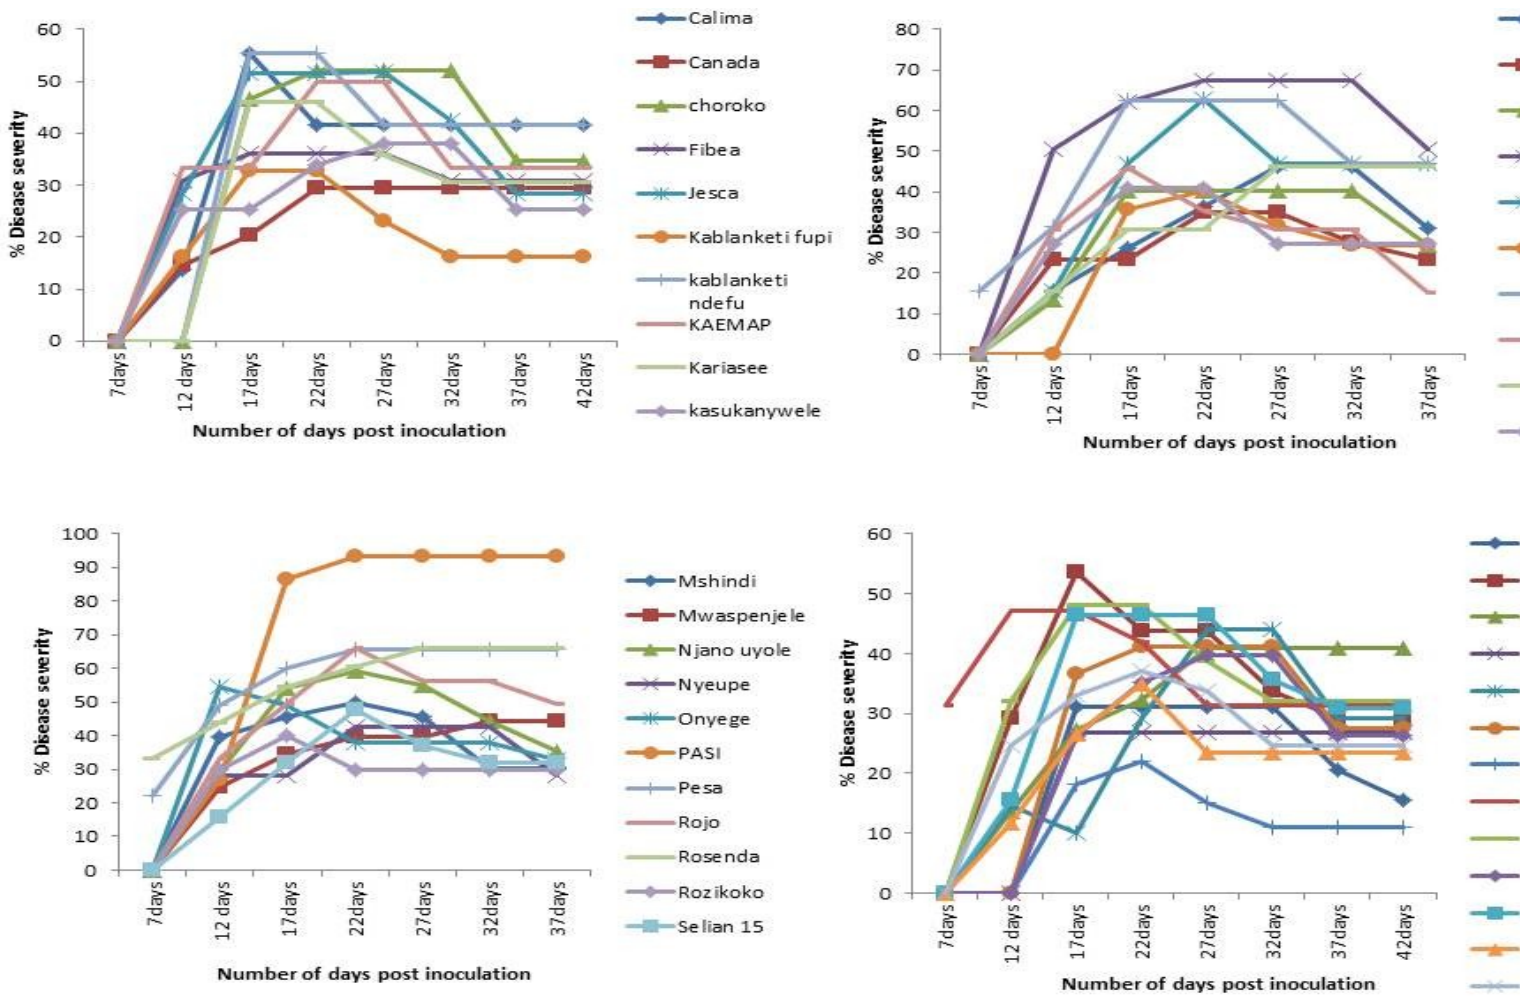 60
50
40
30
20
10
0
% Disease severity
7days
12 days
17days
22days
27days
32days
37days
42days
Number of days post inoculation
Calima
Canada
choroko
Fibea
Jesca
Kablanketi fupi
kablanketi
ndefu
KAEMAP
Kariasee
kasukanywele
80
70
60
50
40
30
20
10
0
% Disease severity
7days
12 days
17days
22days
27days
32days
37days
Number of days post inoculation
100
90
80
70
60
50
40
30
20
10
0
% Disease severity
7days
12 days
17days
22days
27days
32days
37days
Number of days post inoculation
Mshindi
Mwaspenjele
Njano uyole
Nyeupe
Onyege
PASI
Pesa
Rojo
Rosenda
Rozikoko
Selian 15
60
50
40
30
20
10
0
% Disease severity
7days
12 days
17days
22days
27days
32days
37days
42days
Number of days post inoculation